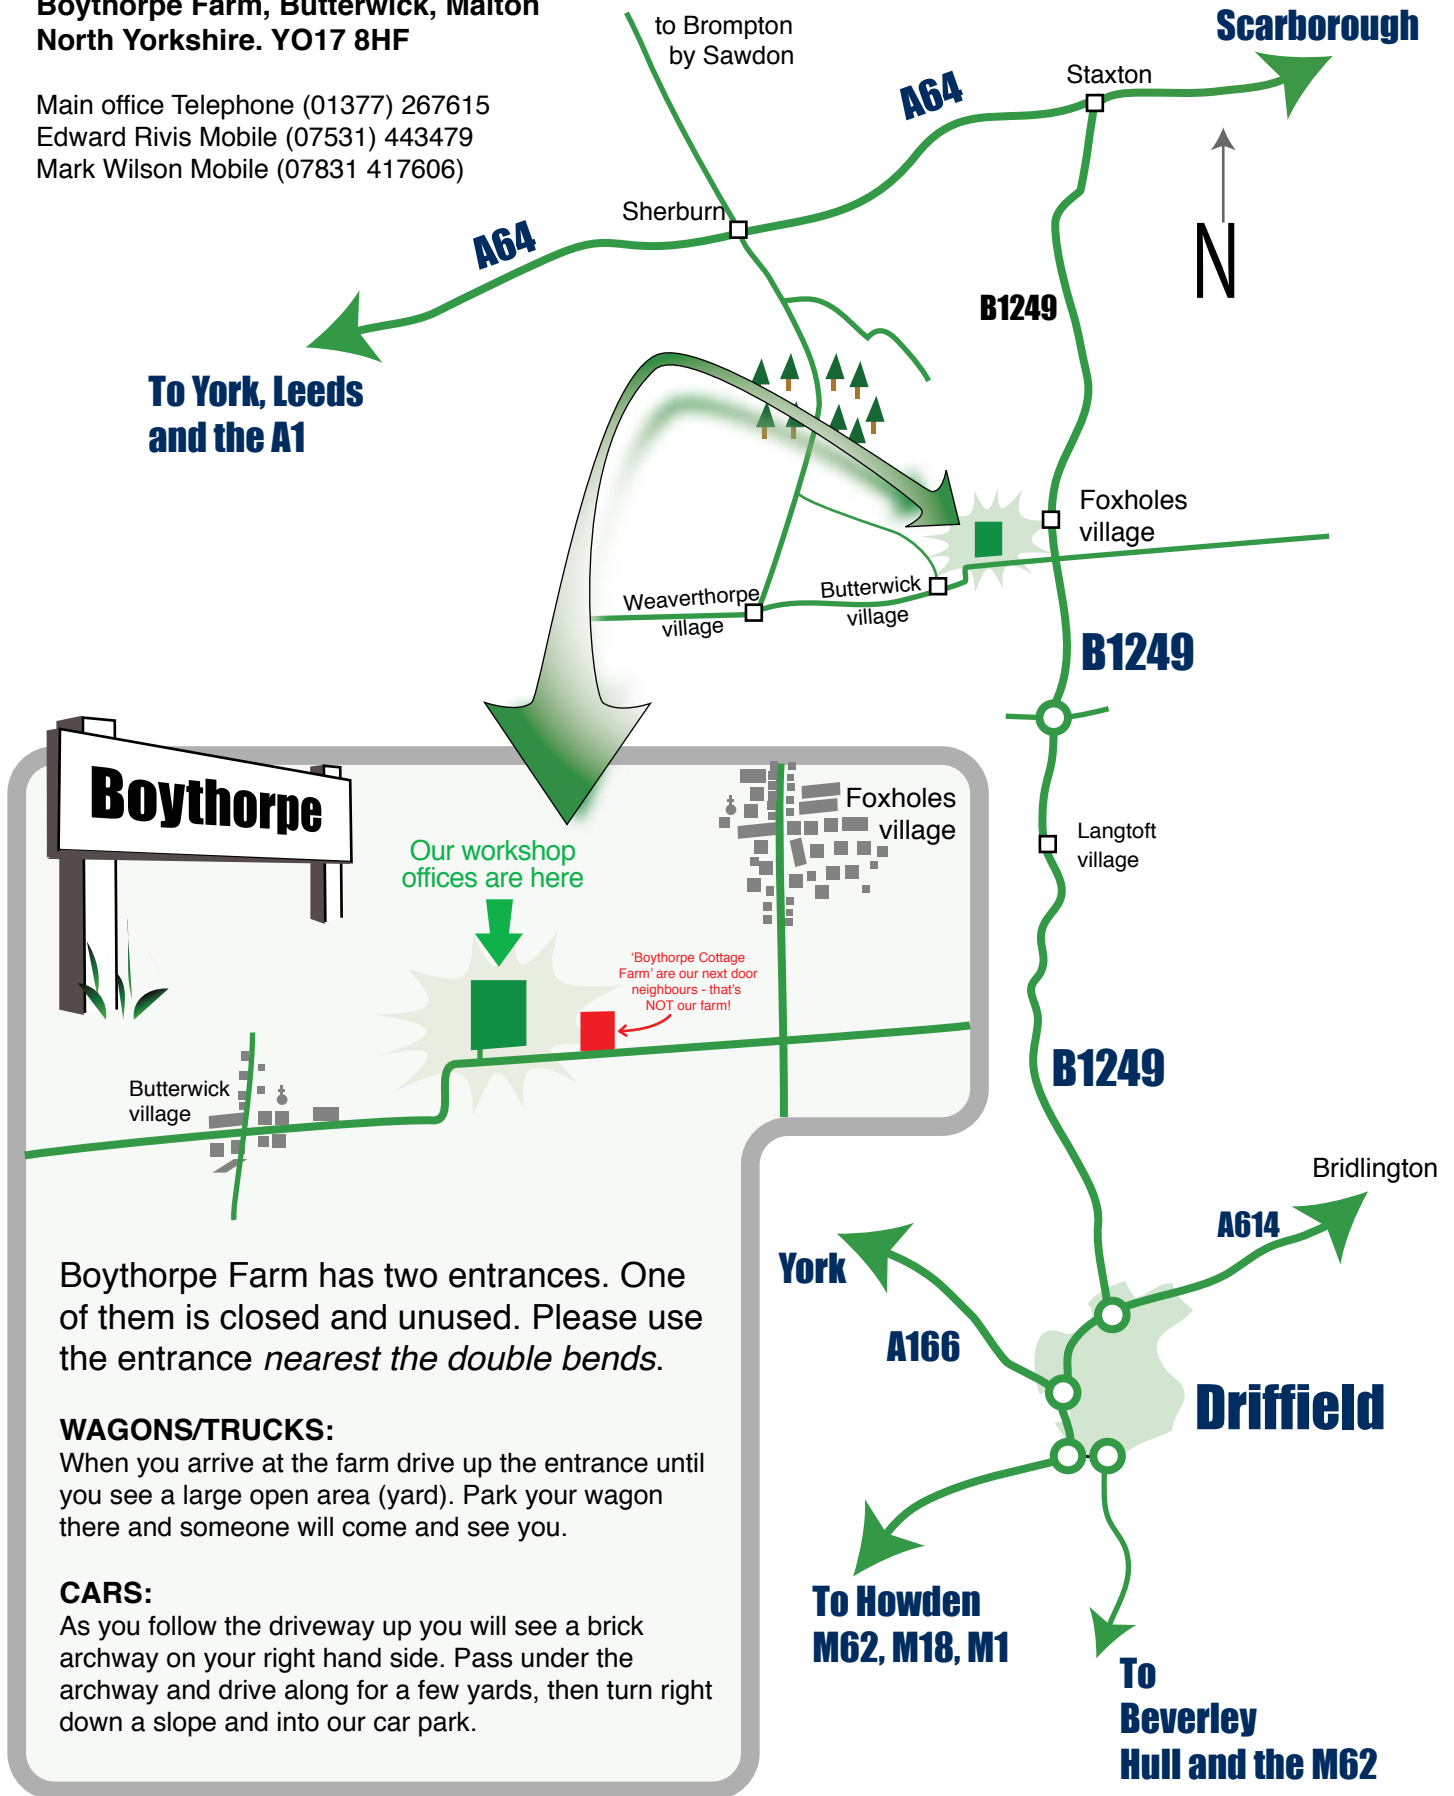 Boythorpe Farm, Butterwick, Malton
North Yorkshire. YO17 8HF
Main office Telephone (01377) 267615
Edward Rivis Mobile (07531) 443479
Mark Wilson Mobile (07831 417606)
to Brompton
by Sawdon
Scarborough
Staxton
A64
Sherburn
A64
N
B1249
To York, Leeds
and the A1
Foxholes
village
Weaverthorpe
village
Butterwick
village
B1249
Boythorpe
Foxholes
village
Langtoft
village
Our workshop
offices are here
'Boythorpe Cottage
Farm' are our next door
neighbours - that's
NOT our farm!
B1249
Butterwick
village
Bridlington
A614
York
A166
Driffield
Boythorpe Farm has two entrances. One
of them is closed and unused. Please use
the entrance nearest the double bends.
WAGONS/TRUCKS:
When you arrive at the farm drive up the entrance until
you see a large open area (yard). Park your wagon
there and someone will come and see you.
CARS:
As you follow the driveway up you will see a brick
archway on your right hand side. Pass under the
archway and drive along for a few yards, then turn right
down a slope and into our car park.
To Howden
M62, M18, M1
To
Beverley
Hull and the M62